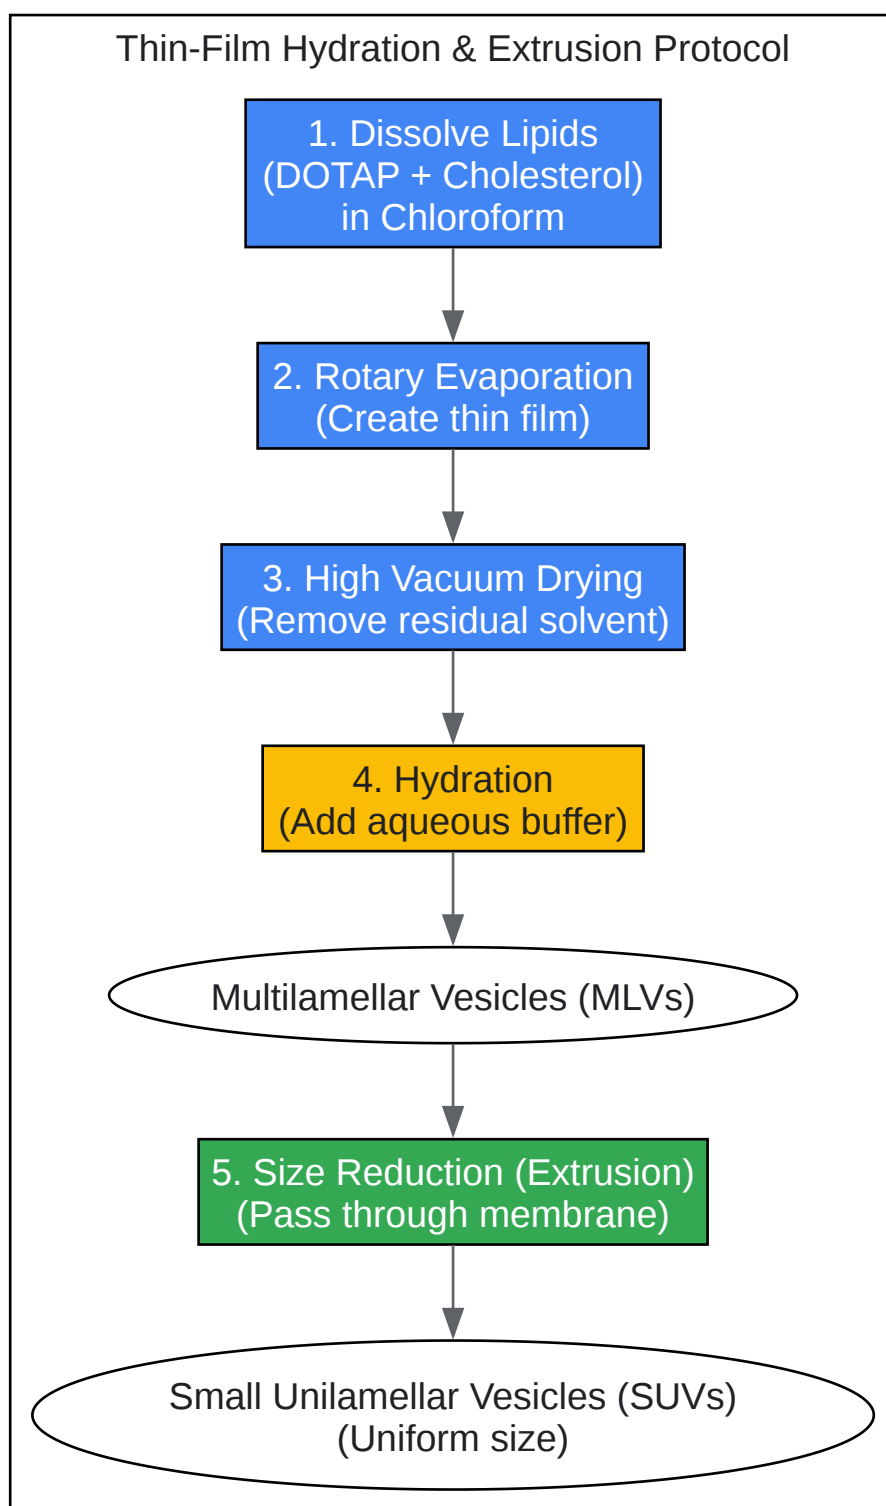 Thin-Film Hydration & Extrusion Protocol
1. Dissolve Lipids
(DOTAP + Cholesterol)
in Chloroform
2. Rotary Evaporation
(Create thin film)
3. High Vacuum Drying
(Remove residual solvent)
4. Hydration
(Add aqueous buffer)
Multilamellar Vesicles (MLVs)
5. Size Reduction (Extrusion)
(Pass through membrane)
Small Unilamellar Vesicles (SUVs)
(Uniform size)